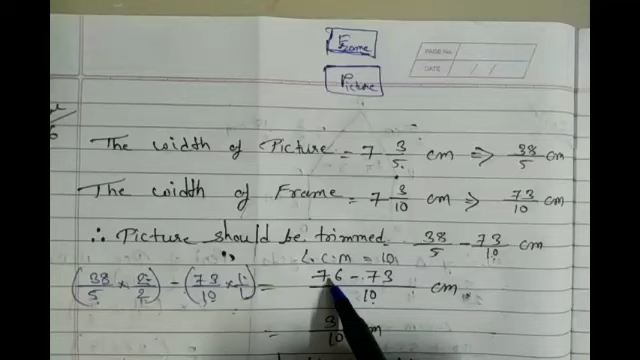 Frame
Picture
PAGE No.
DATE / /
The width of Picture = 7 3/5 cm ⇒ 38/5 cm
The width of Frame = 7 3/10 cm ⇒ 73/10 cm
∴ Picture should be trimmed 38/5 - 73/10 cm
L.C.M = 10
(38/5 × 2/2) - (73/10 × 1/1) = 76 - 73/10 cm
= 3/10 cm